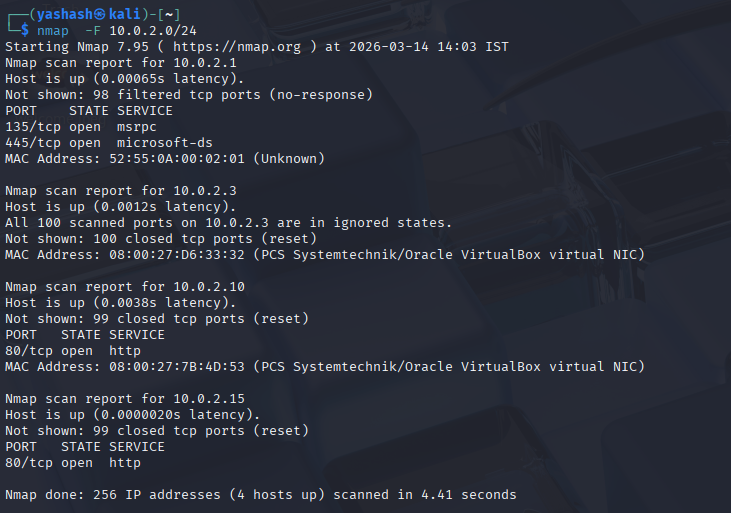 ┌──(yashash㉿kali)-[~]
└─$ nmap  -F 10.0.2.0/24
Starting Nmap 7.95 ( https://nmap.org ) at 2026-03-14 14:03 IST
Nmap scan report for 10.0.2.1
Host is up (0.00065s latency).
Not shown: 98 filtered tcp ports (no-response)
PORT    STATE SERVICE
135/tcp open  msrpc
445/tcp open  microsoft-ds
MAC Address: 52:55:0A:00:02:01 (Unknown)

Nmap scan report for 10.0.2.3
Host is up (0.0012s latency).
All 100 scanned ports on 10.0.2.3 are in ignored states.
Not shown: 100 closed tcp ports (reset)
MAC Address: 08:00:27:D6:33:32 (PCS Systemtechnik/Oracle VirtualBox virtual NIC)

Nmap scan report for 10.0.2.10
Host is up (0.0038s latency).
Not shown: 99 closed tcp ports (reset)
PORT   STATE SERVICE
80/tcp open  http
MAC Address: 08:00:27:7B:4D:53 (PCS Systemtechnik/Oracle VirtualBox virtual NIC)

Nmap scan report for 10.0.2.15
Host is up (0.0000020s latency).
Not shown: 99 closed tcp ports (reset)
PORT   STATE SERVICE
80/tcp open  http

Nmap done: 256 IP addresses (4 hosts up) scanned in 4.41 seconds